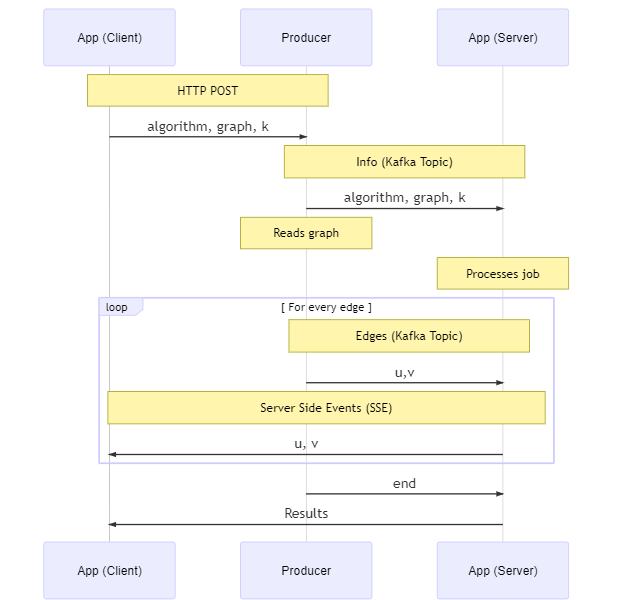 App (Client)
Producer
App (Server)
HTTP POST
algorithm, graph, k
Info (Kafka Topic)
algorithm, graph, k
Reads graph
Processes job
loop
[ For every edge ]
Edges (Kafka Topic)
u,v
Server Side Events (SSE)
u, v
end
Results
App (Client)
Producer
App (Server)